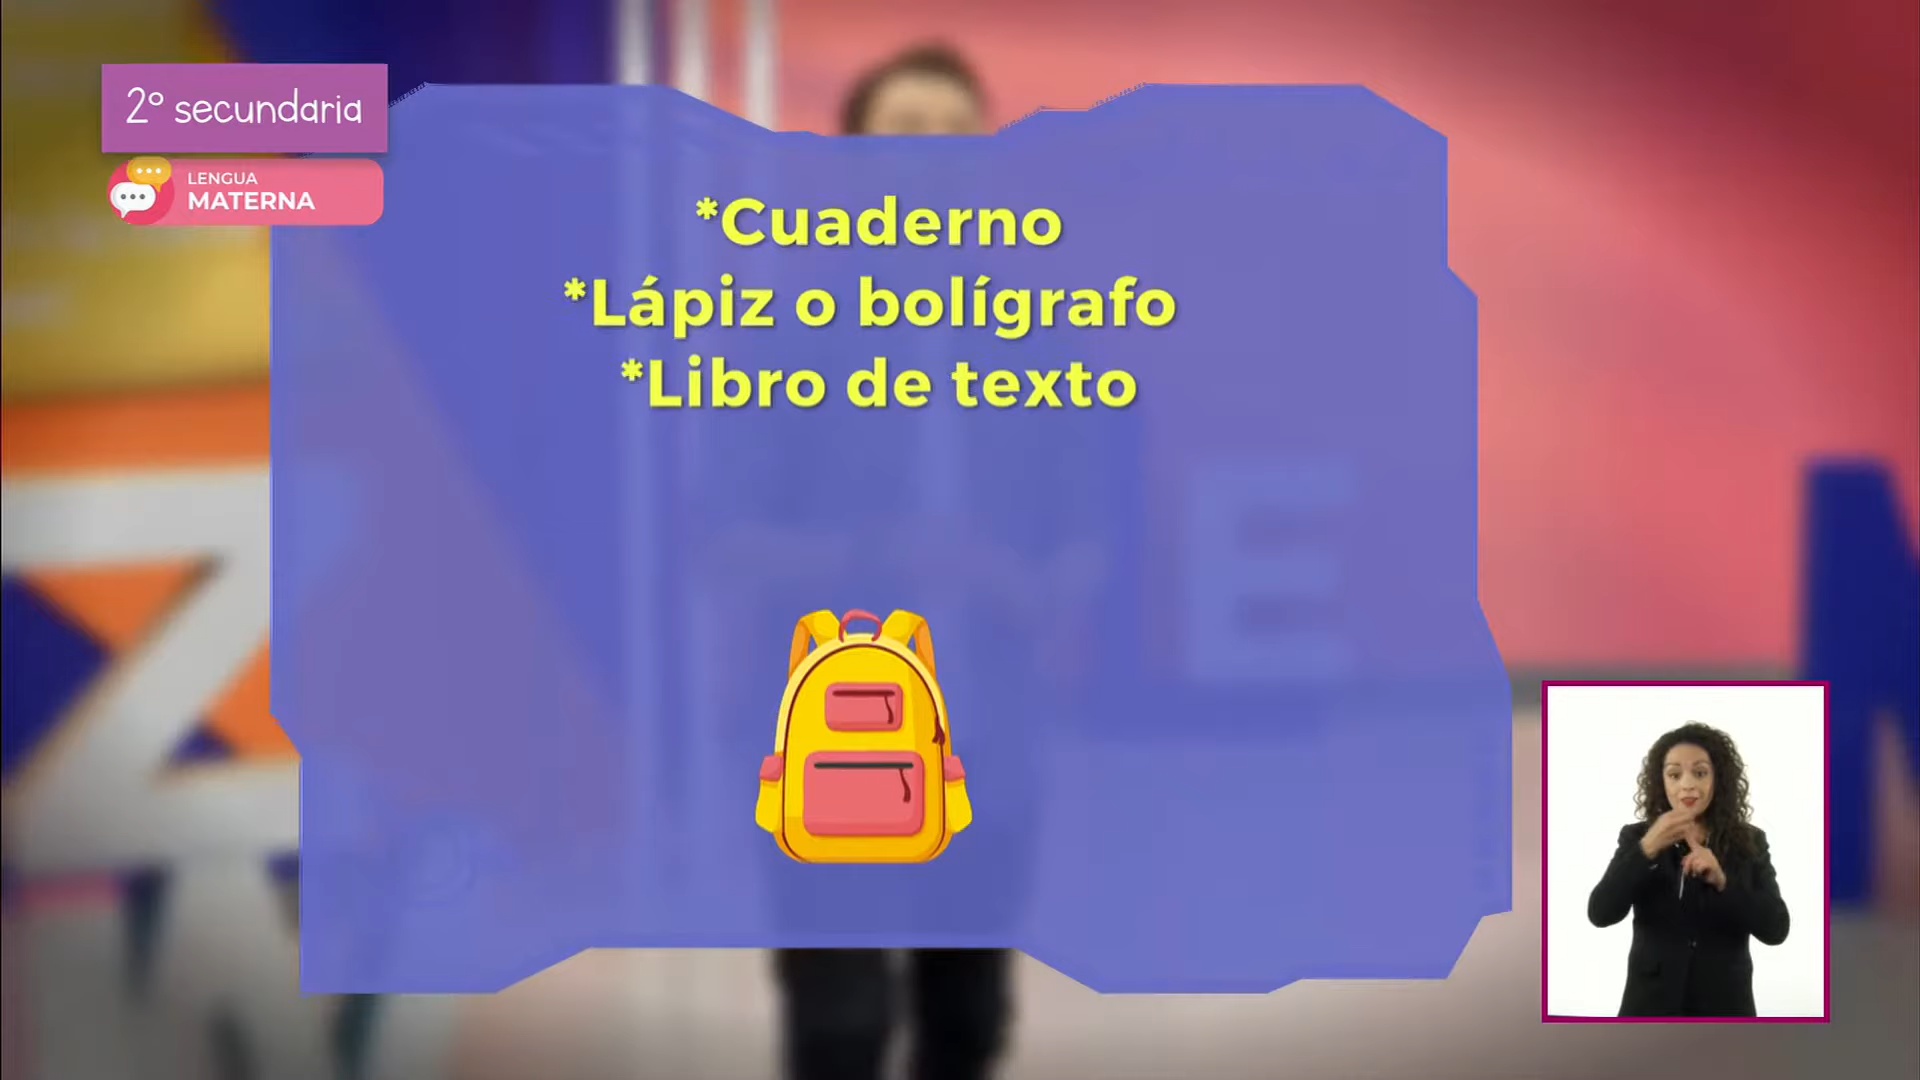 2° secundaria
LENGUA
MATERNA
*Cuaderno
*Lápiz o bolígrafo
*Libro de texto
E